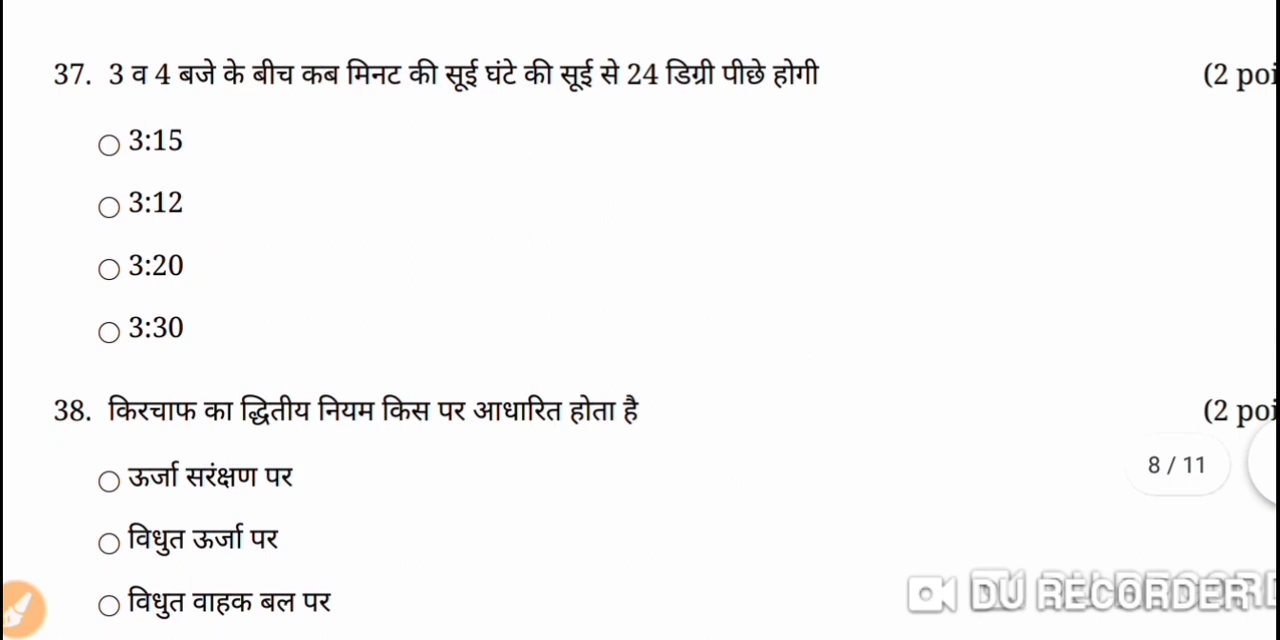 37. 3 व 4 बजे के बीच कब मिनट की सूई घंटे की सूई से 24 डिग्री पीछे होगी (2 poi
3:15
3:12
3:20
3:30
38. किरचाफ का द्धितीय नियम किस पर आधारित होता है (2 poi
8 / 11
ऊर्जा सरंक्षण पर
विधुत ऊर्जा पर
विधुत वाहक बल पर
DU RECORDER